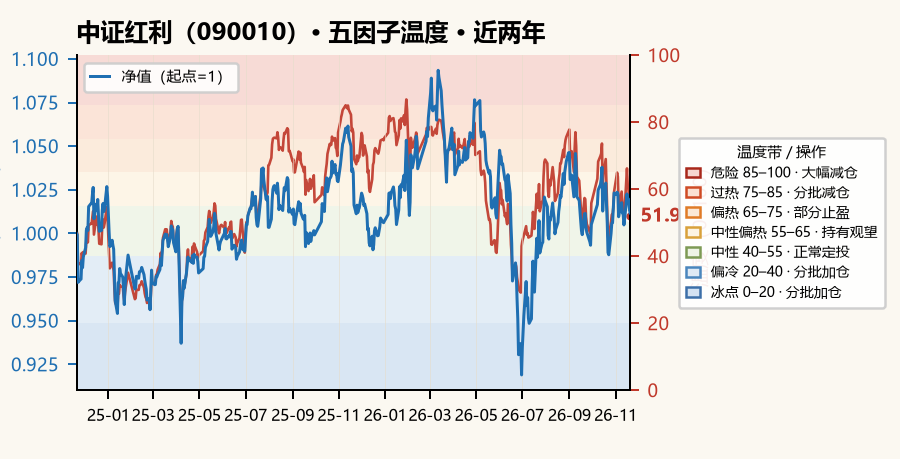 中证红利（090010）· 五因子温度 · 近两年
净值（起点=1）
1.100
1.075
1.050
1.025
1.000
0.975
0.950
0.925
100
80
60
51.9
40
20
0
25-01 25-03 25-05 25-07 25-09 25-11 26-01 26-03 26-05 26-07 26-09 26-11
温度带 / 操作
危险 85–100 · 大幅减仓
过热 75–85 · 分批减仓
偏热 65–75 · 部分止盈
中性偏热 55–65 · 持有观望
中性 40–55 · 正常定投
偏冷 20–40 · 分批加仓
冰点 0–20 · 分批加仓